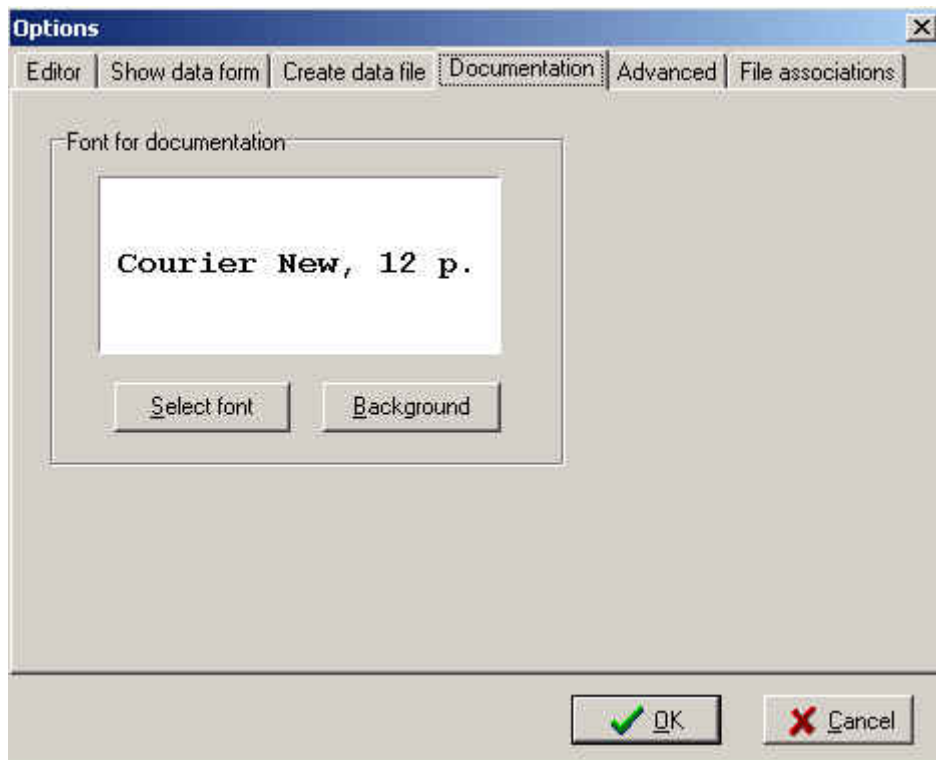 Options
Editor Show data form Create data file Documentation Advanced File associations
Font for documentation
Courier New, 12 p.
Select font Background
OK Cancel